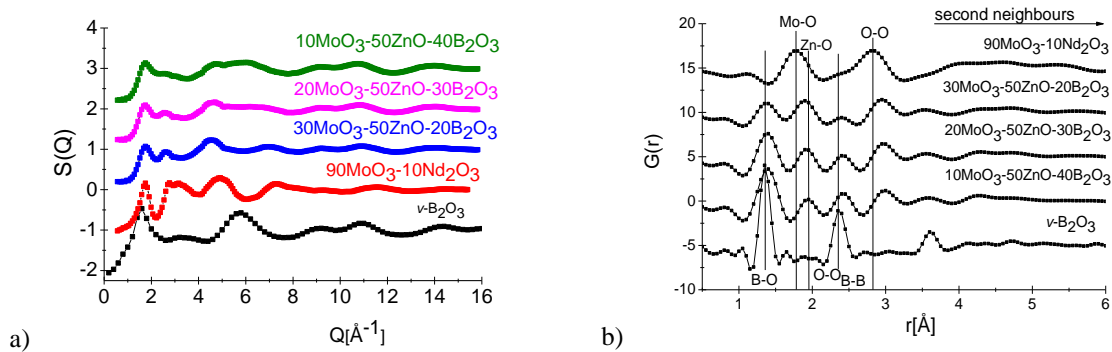 5
4
3
2
1
0
-1
-2
S(Q)
10MoO₃-50ZnO-40B₂O₃
20MoO₃-50ZnO-30B₂O₃
30MoO₃-50ZnO-20B₂O₃
90MoO₃-10Nd₂O₃
v-B₂O₃
0 2 4 6 8 10 12 14 16
Q[Å⁻¹]
a)
20
15
10
5
0
-5
-10
G(r)
Mo-O
Zn-O
O-O
second neighbours
90MoO₃-10Nd₂O₃
30MoO₃-50ZnO-20B₂O₃
20MoO₃-50ZnO-30B₂O₃
10MoO₃-50ZnO-40B₂O₃
v-B₂O₃
B-O
O-O
B-B
1 2 3 4 5 6
r[Å]
b)